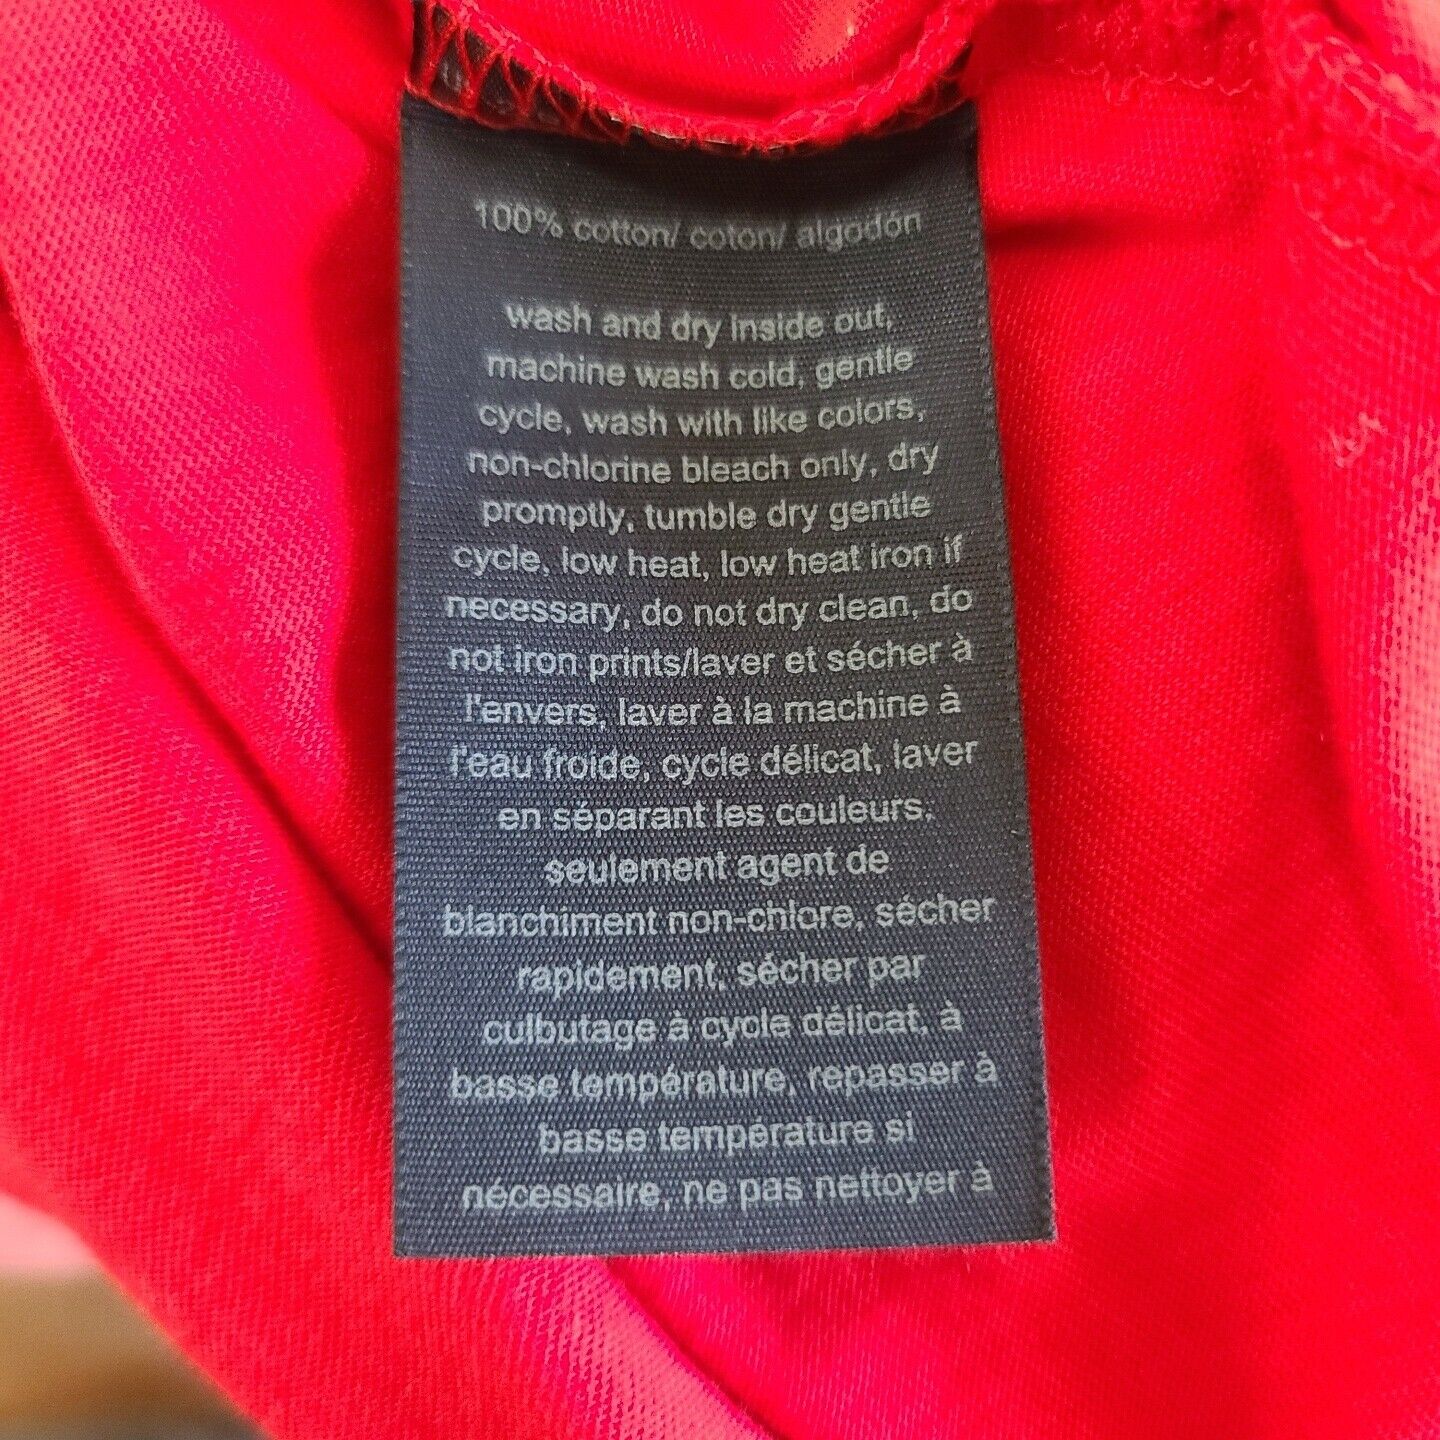 100% cotton/ coton/ algodón
wash and dry inside out,
machine wash cold, gentle
cycle, wash with like colors,
non-chlorine bleach only, dry
promptly, tumble dry gentle
cycle, low heat, low heat iron if
necessary, do not dry clean, do
not iron prints/laver et sécher à
l'envers, laver à la machine à
l'eau froide, cycle délicat, laver
en séparant les couleurs,
seulement agent de
blanchiment non-chlore, sécher
rapidement, sécher par
culbutage à cycle délicat, à
basse température, repasser à
basse température si
nécessaire, ne pas nettoyer à